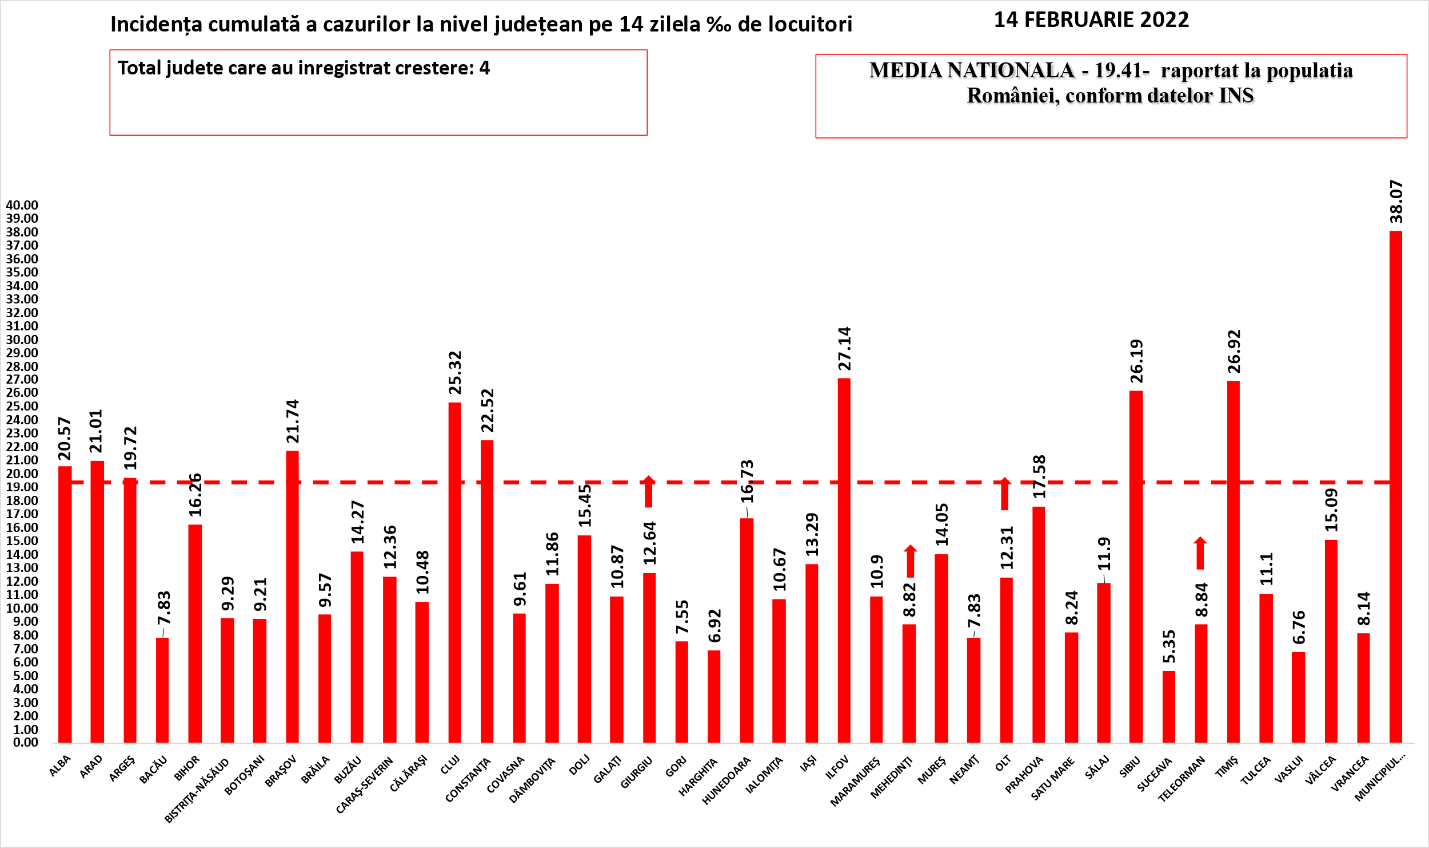 Incidența cumulată a cazurilor la nivel județean pe 14 zilela ‰ de locuitori
14 FEBRUARIE 2022
Total judete care au inregistrat crestere: 4
MEDIA NATIONALA - 19.41- raportat la populatia
României, conform datelor INS
40.00
39.00
38.00
37.00
36.00
35.00
34.00
33.00
32.00
31.00
30.00
29.00
28.00
27.00
26.00
25.00
24.00
23.00
22.00
21.00
20.00
19.00
18.00
17.00
16.00
15.00
14.00
13.00
12.00
11.00
10.00
9.00
8.00
7.00
6.00
5.00
4.00
3.00
2.00
1.00
0.00
20.57
21.01
19.72
7.83
16.26
9.29
9.21
21.74
9.57
14.27
12.36
10.48
25.32
22.52
9.61
11.86
15.45
10.87
12.64
7.55
6.92
16.73
10.67
13.29
27.14
10.9
8.82
14.05
7.83
12.31
17.58
8.24
11.9
26.19
5.35
8.84
26.92
11.1
6.76
15.09
8.14
38.07
ALBA
ARAD
ARGEȘ
BACĂU
BIHOR
BISTRIȚA-NĂSĂUD
BOTOȘANI
BRAȘOV
BRĂILA
BUZĂU
CARAȘ-SEVERIN
CĂLĂRAȘI
CLUJ
CONSTANȚA
COVASNA
DÂMBOVIȚA
DOLJ
GALAȚI
GIURGIU
GORJ
HARGHITA
HUNEDOARA
IALOMIȚA
IAȘI
ILFOV
MARAMUREȘ
MEHEDINȚI
MUREȘ
NEAMȚ
OLT
PRAHOVA
SATU MARE
SĂLAJ
SIBIU
SUCEAVA
TELEORMAN
TIMIȘ
TULCEA
VASLUI
VÂLCEA
VRANCEA
MUNICIPIUL...